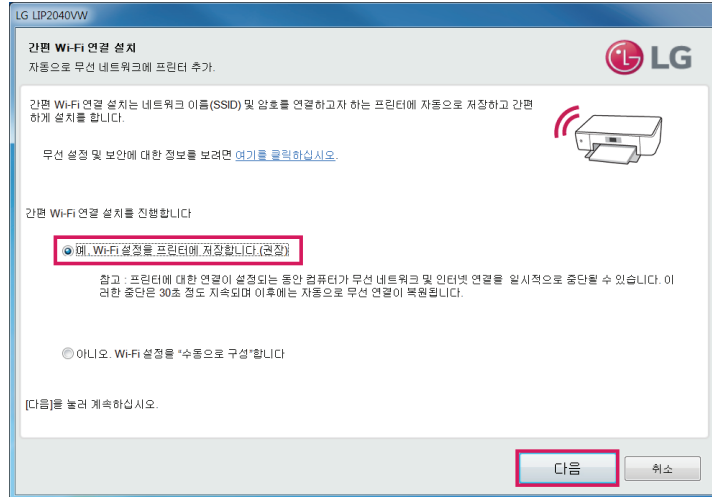 LG LIP2040VW
간편 Wi-Fi 연결 설치
자동으로 무선 네트워크에 프린터 추가.
LG
간편 Wi-Fi 연결 설치는 네트워크 이름(SSID) 및 암호를 연결하고자 하는 프린터에 자동으로 저장하고 간편
하게 설치를 합니다.
무선 설정 및 보안에 대한 정보를 보려면 여기를 클릭하십시오.
간편 Wi-Fi 연결 설치를 진행합니다
예, Wi-Fi 설정을 프린터에 저장합니다.(권장)
참고 : 프린터에 대한 연결이 설정되는 동안 컴퓨터가 무선 네트워크 및 인터넷 연결을 일시적으로 중단될 수 있습니다. 이
러한 중단은 30초 정도 지속되며 이후에는 자동으로 무선 연결이 복원됩니다.
아니오. Wi-Fi 설정을 "수동으로 구성"합니다
[다음]을 눌러 계속하십시오.
다음
취소